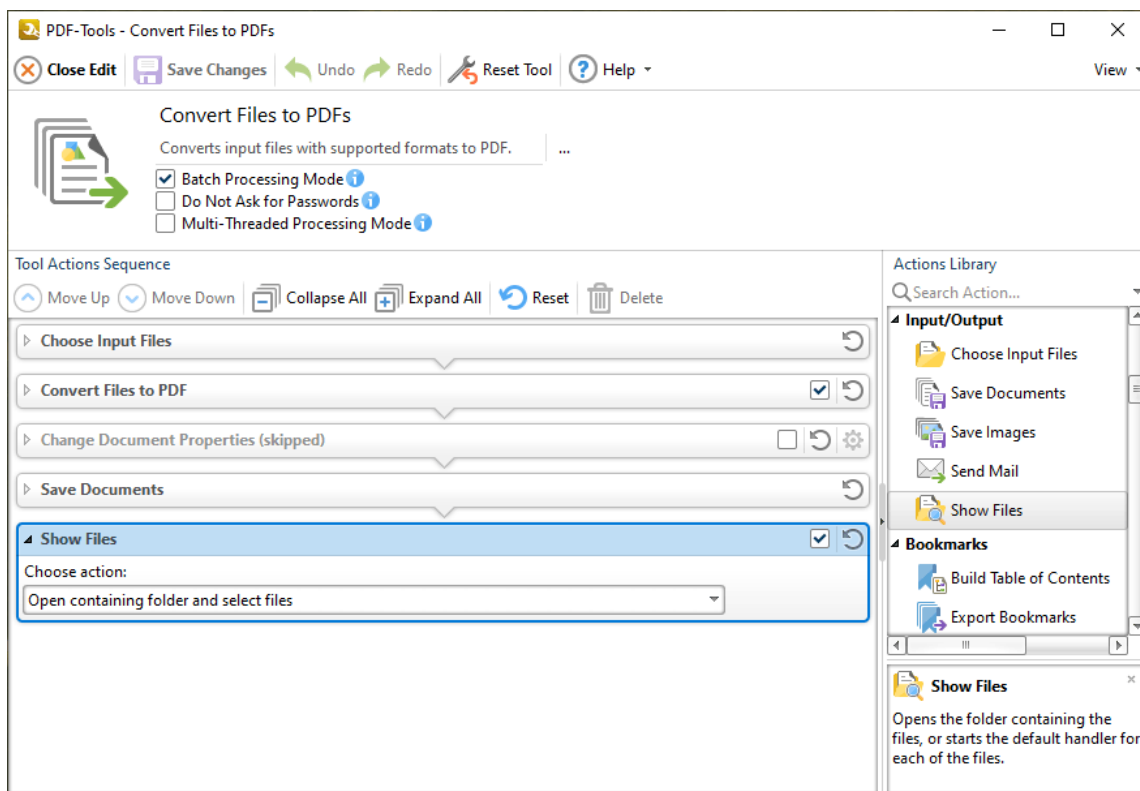 PDF-Tools - Convert Files to PDFs
Close Edit Save Changes Undo Redo Reset Tool ? Help View
Convert Files to PDFs
Converts input files with supported formats to PDF. ...
Batch Processing Mode i
Do Not Ask for Passwords i
Multi-Threaded Processing Mode i
Tool Actions Sequence
Move Up Move Down Collapse All Expand All Reset Delete
Choose Input Files
Convert Files to PDF
Change Document Properties (skipped)
Save Documents
Show Files
Choose action:
Open containing folder and select files
Actions Library
Search Action...
Input/Output
Choose Input Files
Save Documents
Save Images
Send Mail
Show Files
Bookmarks
Build Table of Contents
Export Bookmarks
Show Files
Opens the folder containing the
files, or starts the default handler for
each of the files.